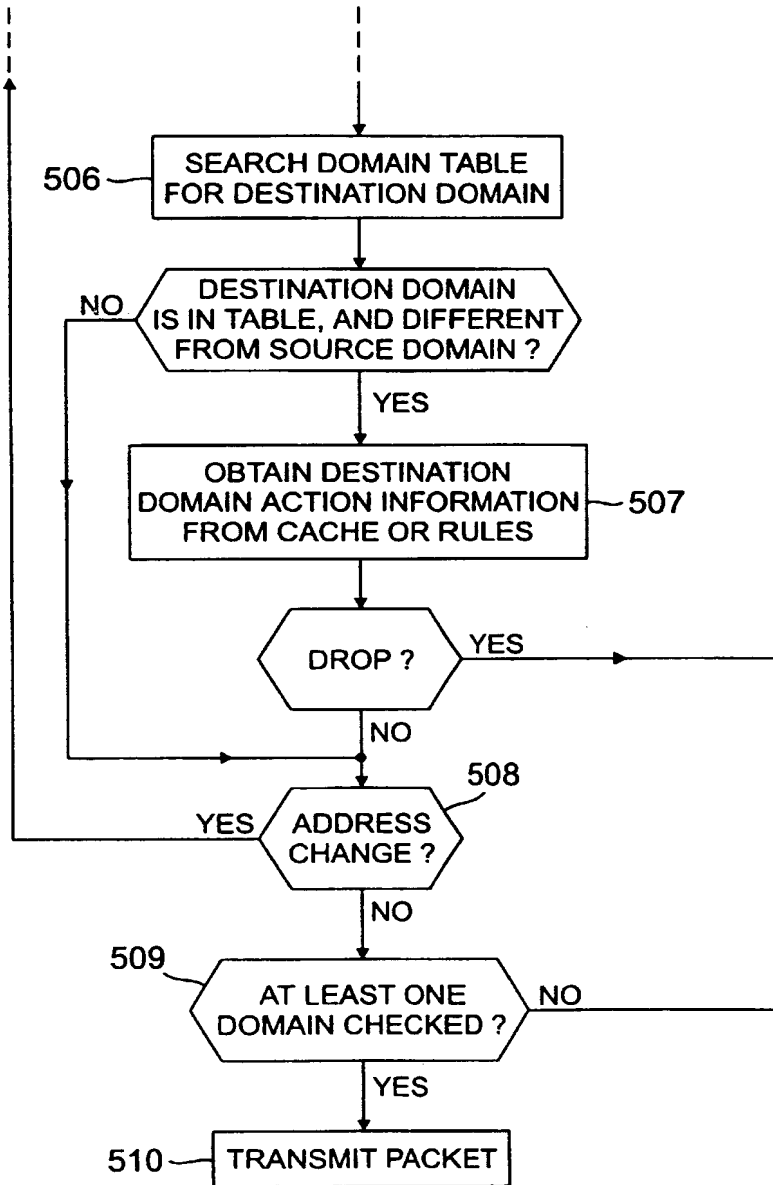 506
SEARCH DOMAIN TABLE
FOR DESTINATION DOMAIN
NO
DESTINATION DOMAIN
IS IN TABLE, AND DIFFERENT
FROM SOURCE DOMAIN ?
YES
OBTAIN DESTINATION
DOMAIN ACTION INFORMATION
FROM CACHE OR RULES
507
DROP ?
YES
NO
508
YES
ADDRESS
CHANGE ?
NO
509
AT LEAST ONE
DOMAIN CHECKED ?
NO
YES
510
TRANSMIT PACKET